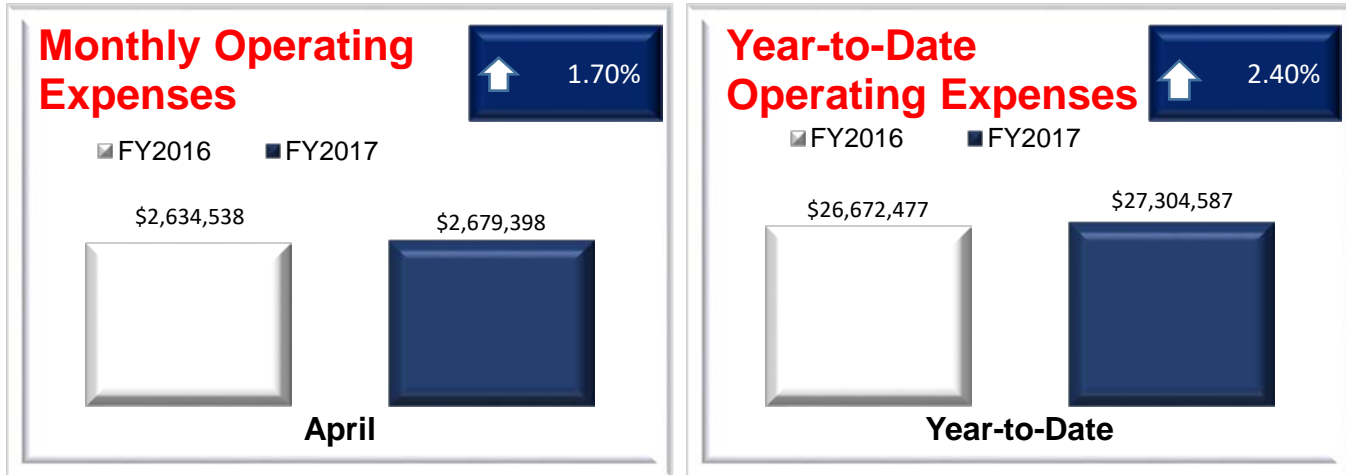 Monthly Operating
Expenses
1.70%
FY2016 FY2017
$2,634,538
$2,679,398
April
Year-to-Date
Operating Expenses
2.40%
FY2016 FY2017
$26,672,477
$27,304,587
Year-to-Date